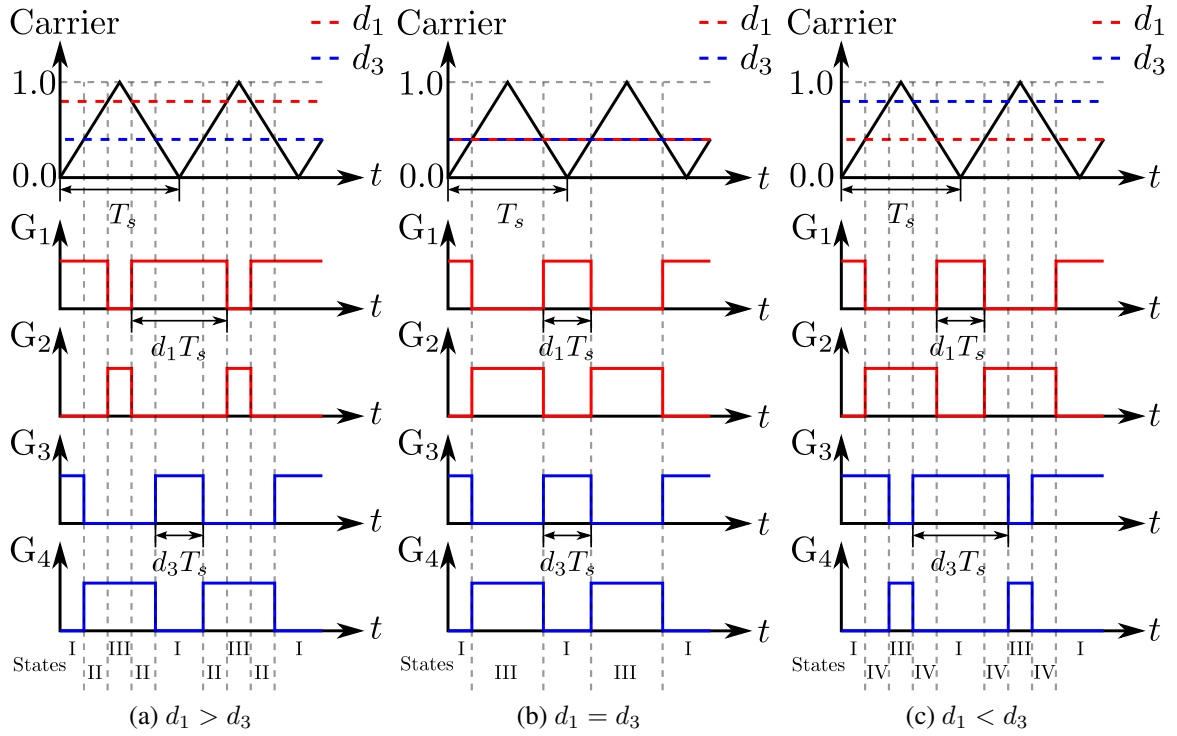 Carrier
d₁
d₃
1.0
0.0
t
Tₛ
G₁
t
d₁Tₛ
G₂
t
G₃
t
d₃Tₛ
G₄
t
States
I
II
III
II
I
II
III
II
I
(a) d₁ > d₃
Carrier
d₁
d₃
1.0
0.0
t
Tₛ
G₁
t
d₁Tₛ
G₂
t
G₃
t
d₃Tₛ
G₄
t
States
I
III
I
III
I
(b) d₁ = d₃
Carrier
d₁
d₃
1.0
0.0
t
Tₛ
G₁
t
d₁Tₛ
G₂
t
G₃
t
d₃Tₛ
G₄
t
States
I
IV
III
IV
I
IV
III
IV
I
(c) d₁ < d₃